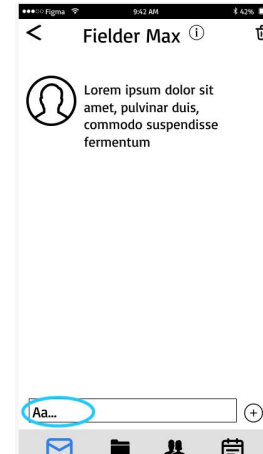 Figma 9:42 AM 42%
Fielder Max i
Lorem ipsum dolor sit
amet, pulvinar duis,
commodo suspendisse
fermentum
Aa...